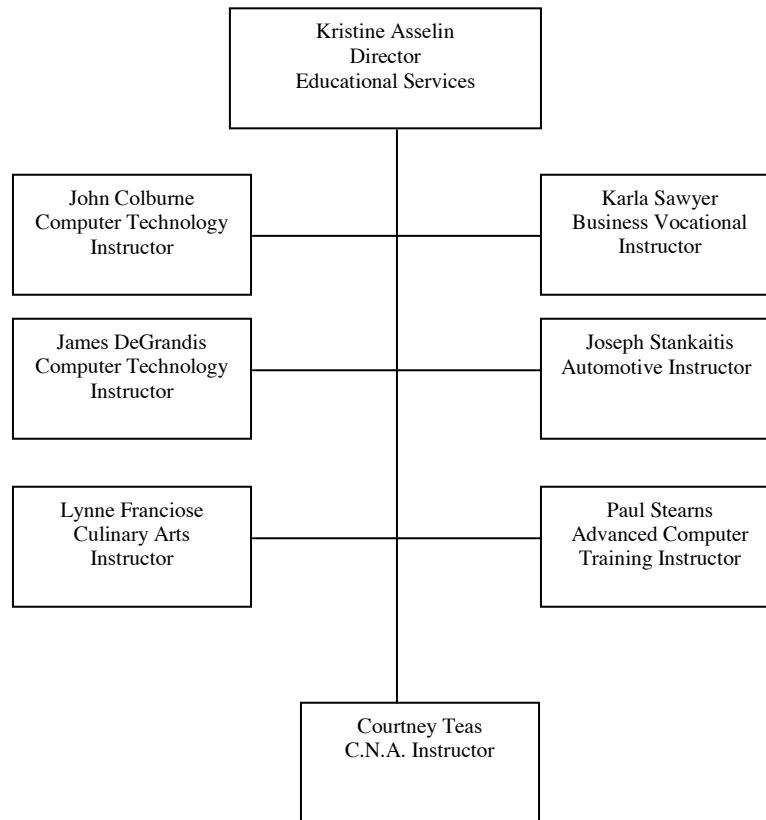 Kristine Asselin
Director
Educational Services
John Colburne
Computer Technology
Instructor
Karla Sawyer
Business Vocational
Instructor
James DeGrandis
Computer Technology
Instructor
Joseph Stankaitis
Automotive Instructor
Lynne Franciose
Culinary Arts
Instructor
Paul Stearns
Advanced Computer
Training Instructor
Courtney Teas
C.N.A. Instructor